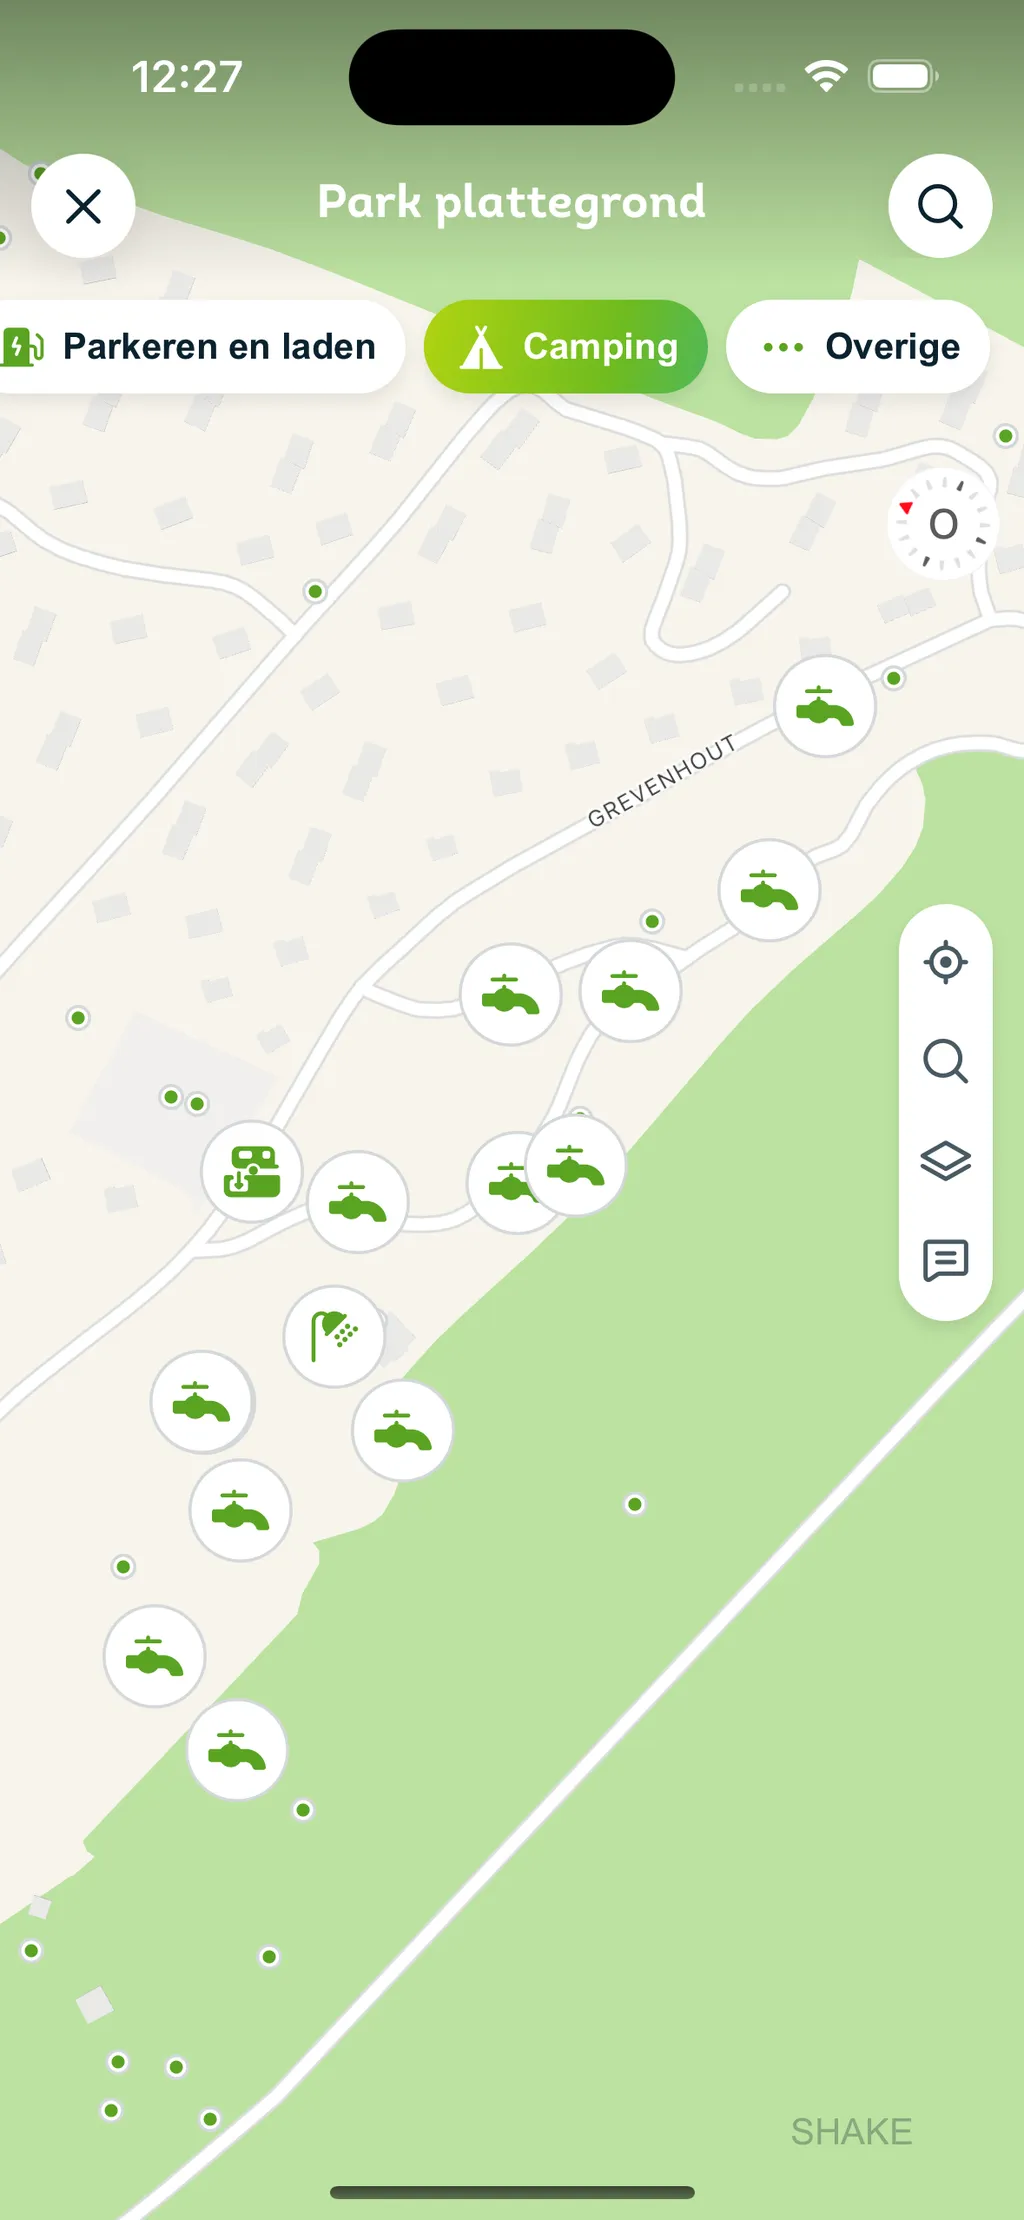 12:27
Park plattegrond
Parkeren en laden
Camping
Overige
O
GREVENHOUT
SHAKE